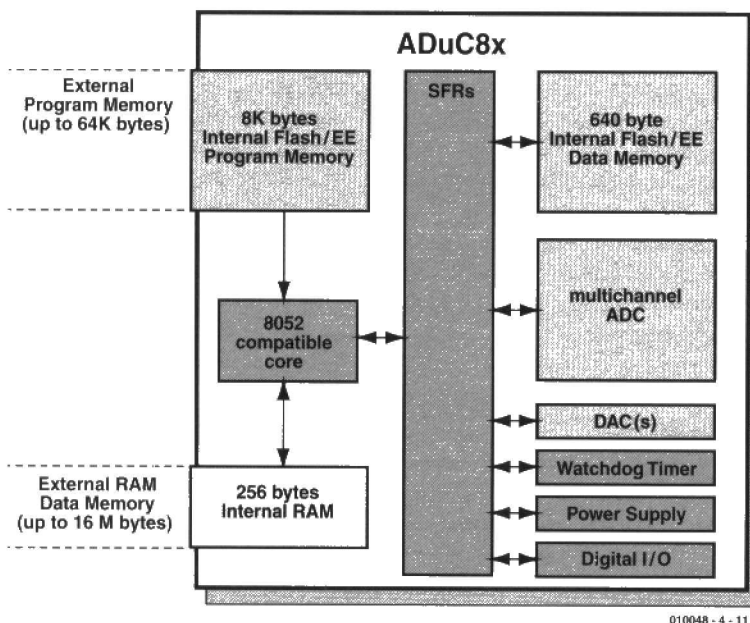 ADuC8x
External
Program Memory
(up to 64K bytes)
8K bytes
Internal Flash/EE
Program Memory
SFRs
640 byte
Internal Flash/EE
Data Memory
multichannel
ADC
8052
compatible
core
DAC(s)
Watchdog Timer
Power Supply
Digital I/O
External RAM
Data Memory
(up to 16 M bytes)
256 bytes
Internal RAM
010048 - 4 - 11